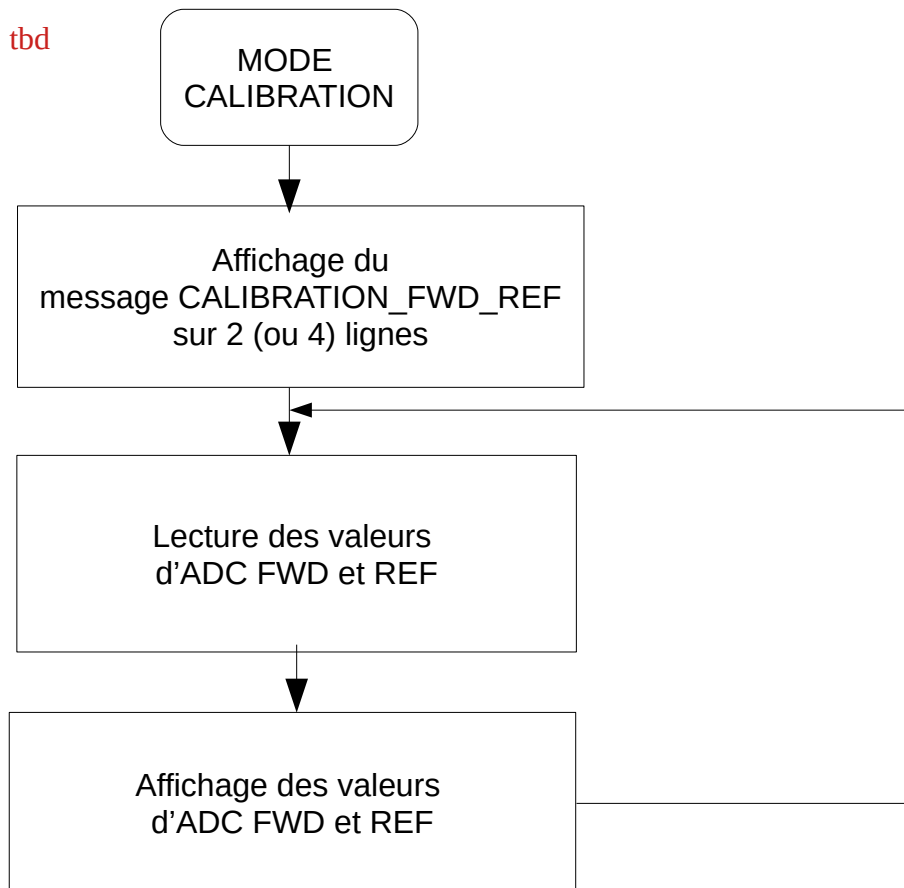 tbd
MODE
CALIBRATION
Affichage du
message CALIBRATION_FWD_REF
sur 2 (ou 4) lignes
Lecture des valeurs
d’ADC FWD et REF
Affichage des valeurs
d’ADC FWD et REF